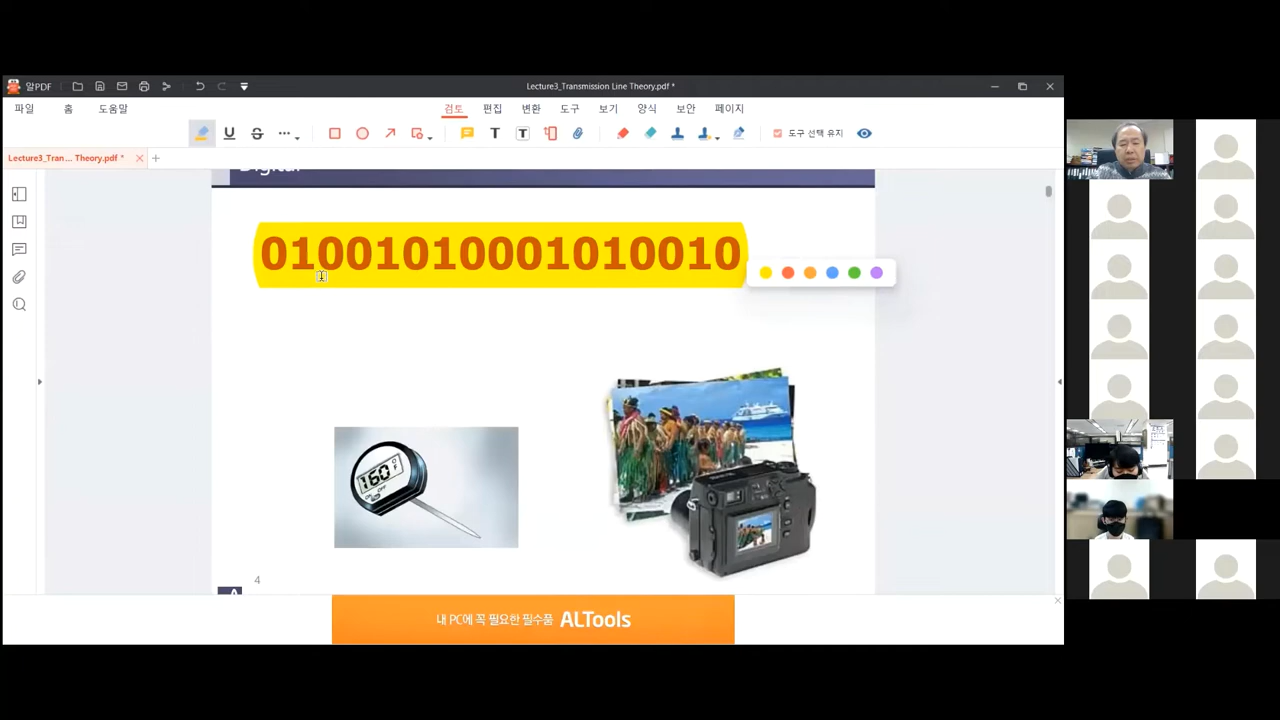 알PDF
Lecture3_Transmission Line Theory.pdf *
파일 홈 도움말 검토 편집 변환 도구 보기 양식 보안 페이지
도구 선택 유지
Lecture3_Tran ... Theory.pdf *
Digital
01001010001010010
160
4
내 PC에 꼭 필요한 필수품 ALTools